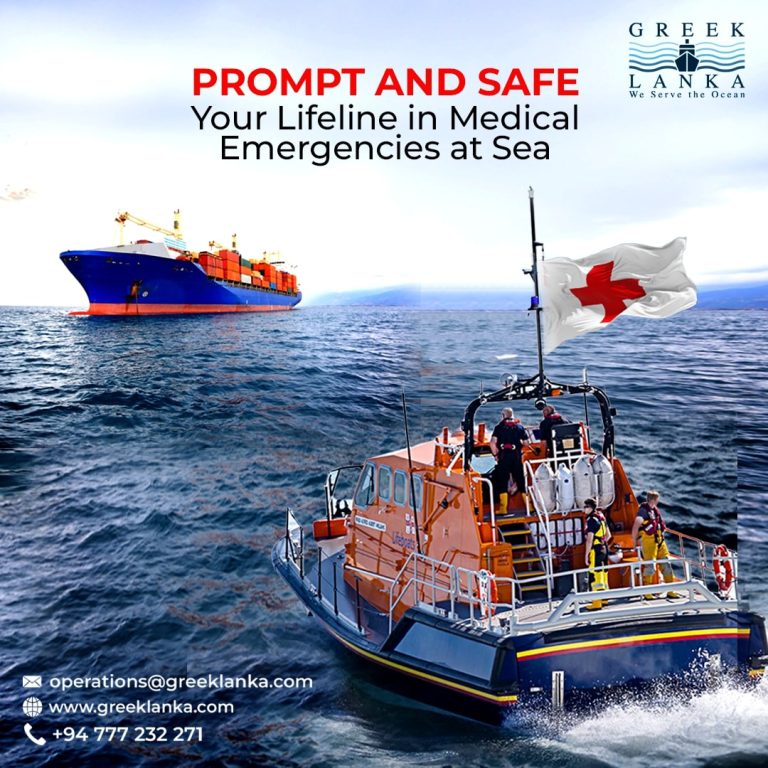 GREEK
LANKA
We Serve the Ocean
PROMPT AND SAFE
Your Lifeline in Medical
Emergencies at Sea
Lifeboats
operations@greeklanka.com
www.greeklanka.com
+94 777 232 271